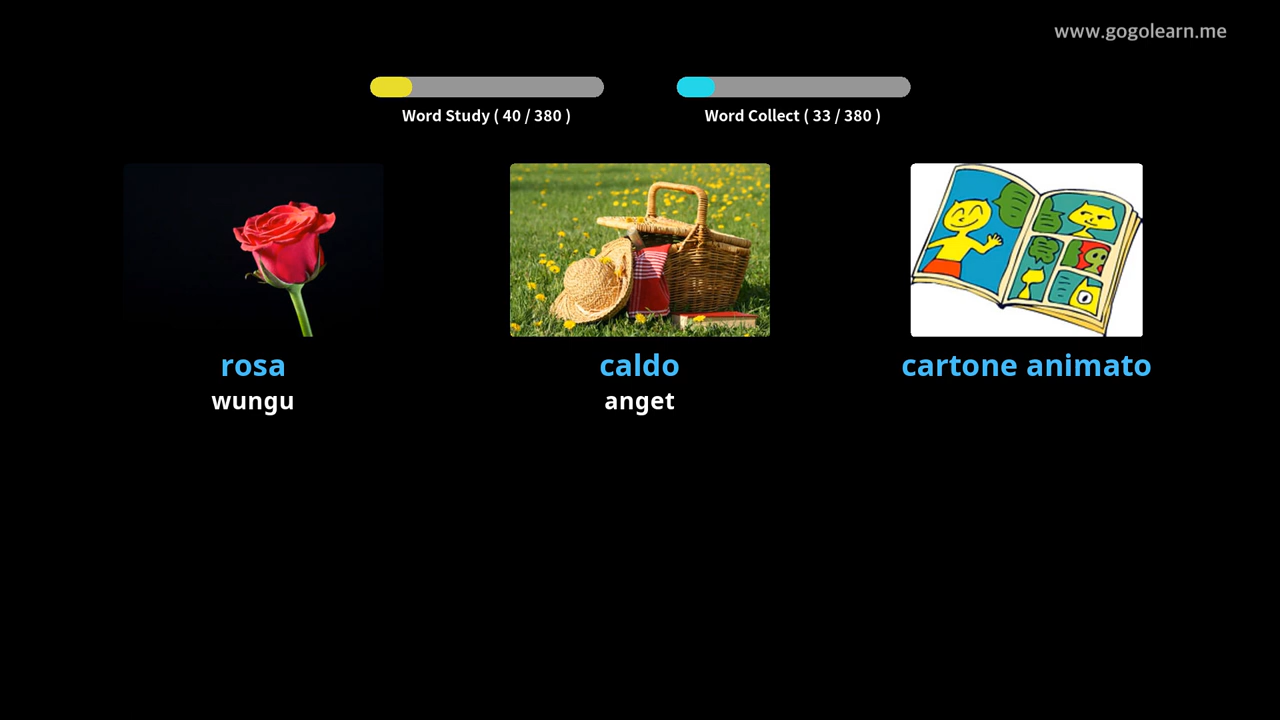 www.gogolearn.me
Word Study ( 40 / 380 )
Word Collect ( 33 / 380 )
rosa
wungu
caldo
anget
cartone animato